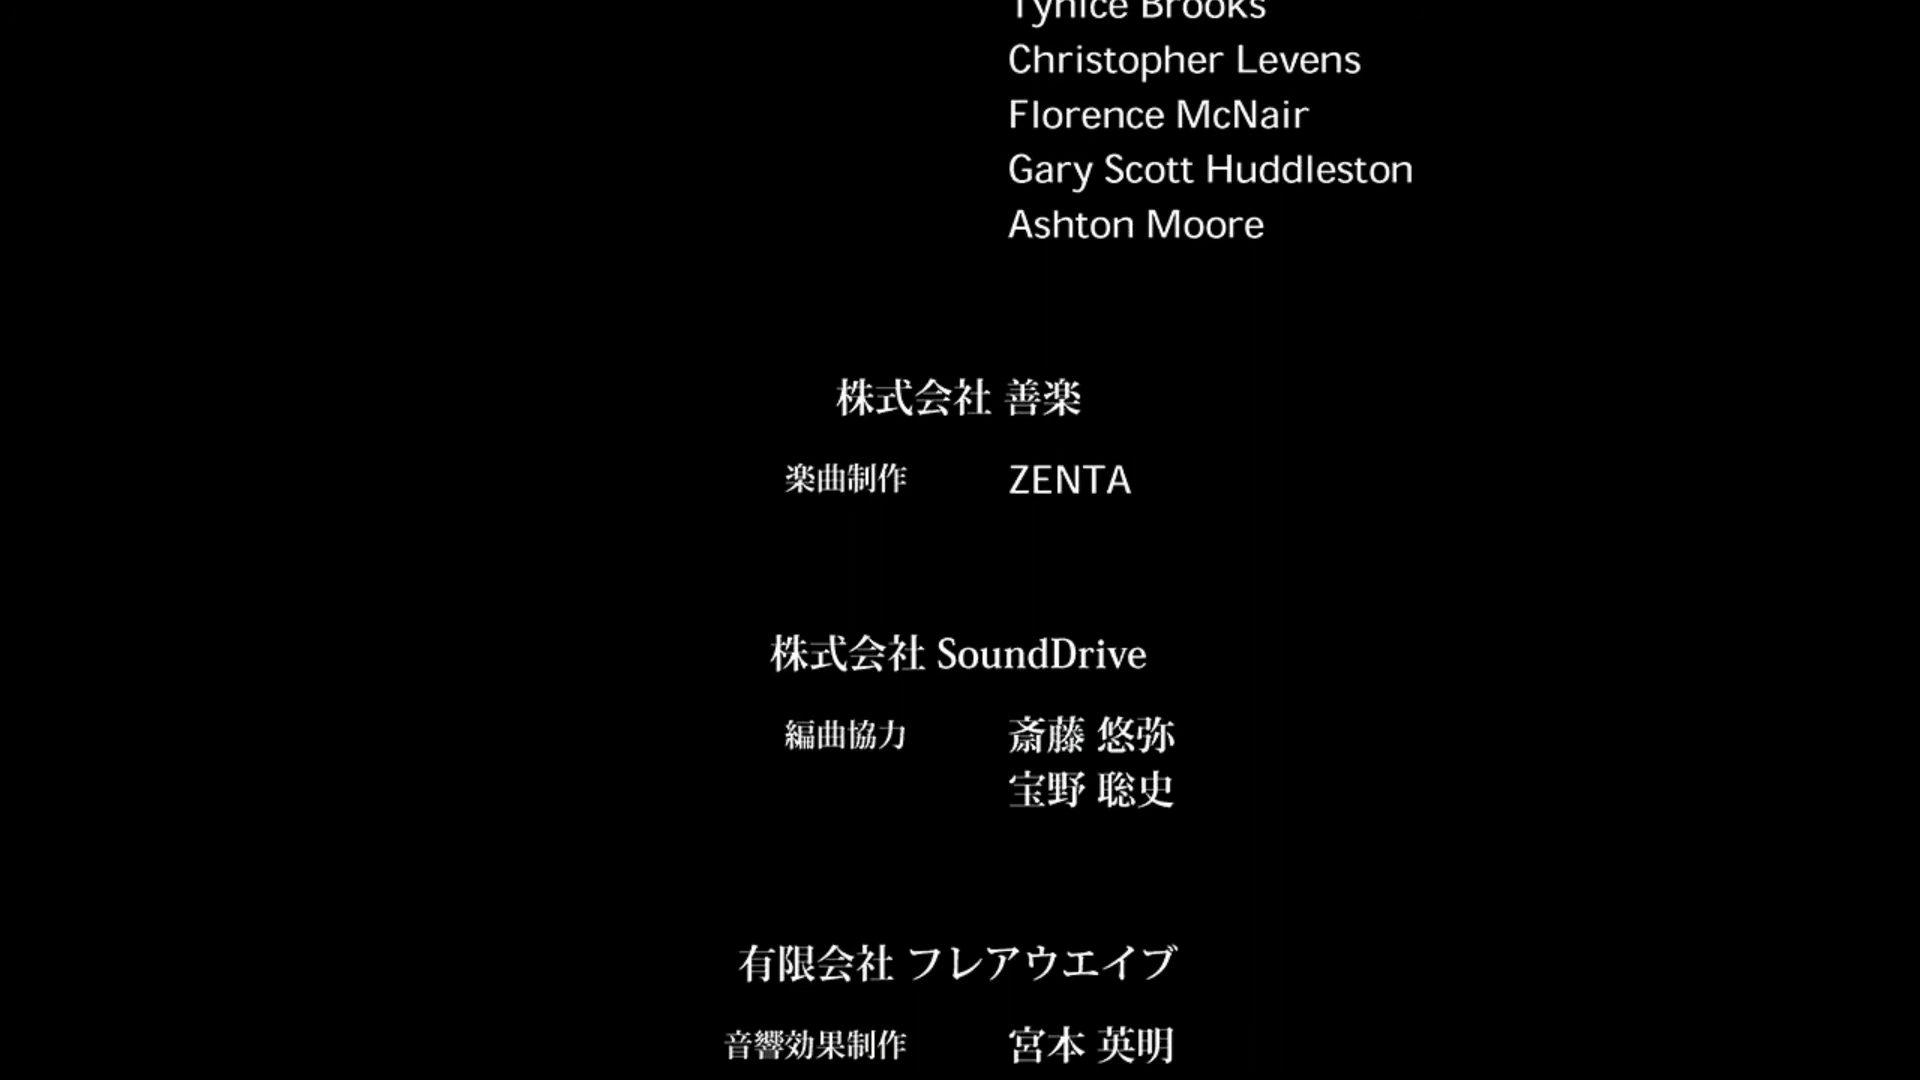 Tynice Brooks
Christopher Levens
Florence McNair
Gary Scott Huddleston
Ashton Moore
株式会社 善楽
楽曲制作 ZENTA
株式会社 SoundDrive
編曲協力 斎藤 悠弥
宝野 聡史
有限会社 フレアウエイブ
音響効果制作 宮本 英明